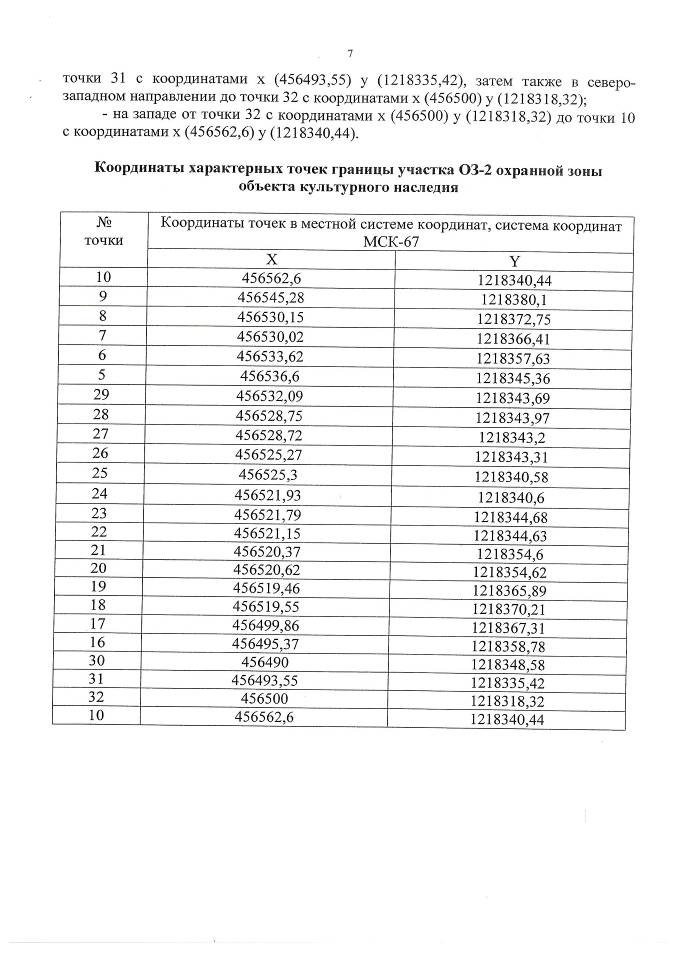 7
точки 31 с координатами х (456493,55) у (1218335,42), затем также в северо-
западном направлении до точки 32 с координатами х (456500) у (1218318,32);
- на западе от точки 32 с координатами х (456500) у (1218318,32) до точки 10
с координатами х (456562,6) у (1218340,44).
Координаты характерных точек границы участка ОЗ-2 охранной зоны
объекта культурного наследия
№ точки Координаты точек в местной системе координат, система координат
МСК-67
X Y
10 456562,6 1218340,44
9 456545,28 1218380,1
8 456530,15 1218372,75
7 456530,02 1218366,41
6 456533,62 1218357,63
5 456536,6 1218345,36
29 456532,09 1218343,69
28 456528,75 1218343,97
27 456528,72 1218343,2
26 456525,27 1218343,31
25 456525,3 1218340,58
24 456521,93 1218340,6
23 456521,79 1218344,68
22 456521,15 1218344,63
21 456520,37 1218354,6
20 456520,62 1218354,62
19 456519,46 1218365,89
18 456519,55 1218370,21
17 456499,86 1218367,31
16 456495,37 1218358,78
30 456490 1218348,58
31 456493,55 1218335,42
32 456500 1218318,32
10 456562,6 1218340,44